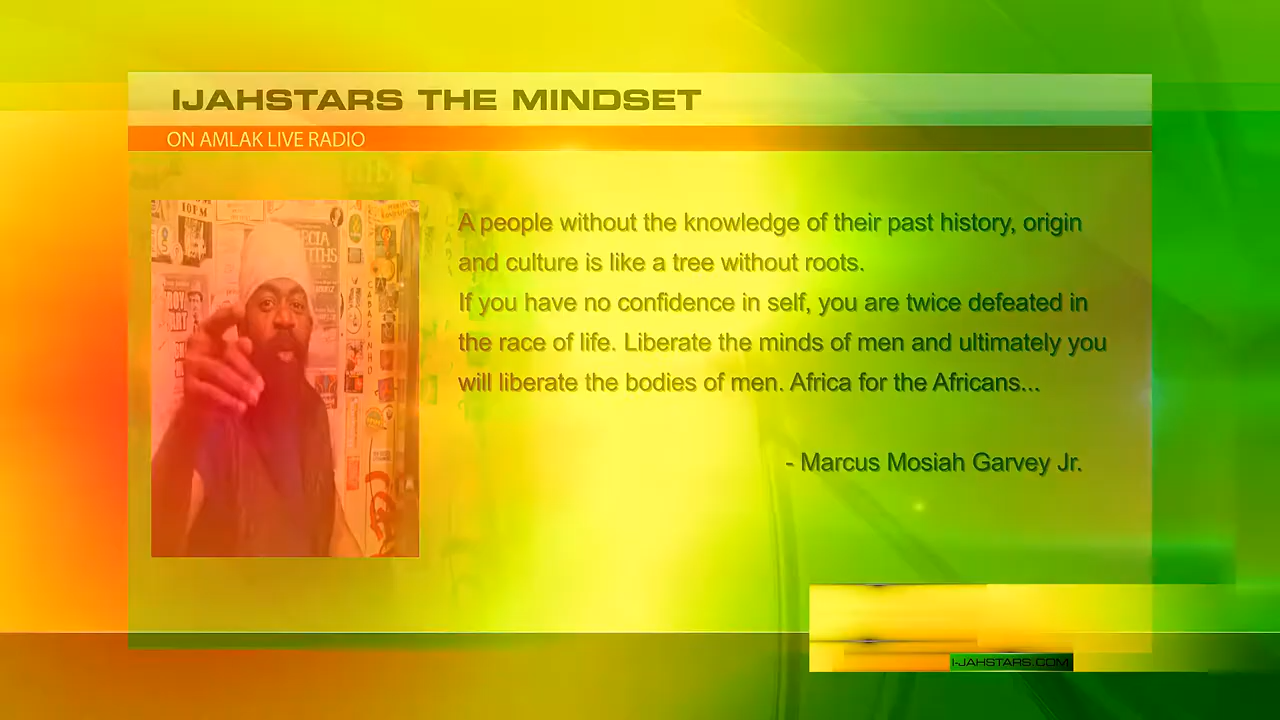 IJAHSTARS THE MINDSET
ON AMLAK LIVE RADIO
A people without the knowledge of their past history, origin
and culture is like a tree without roots.
If you have no confidence in self, you are twice defeated in
the race of life. Liberate the minds of men and ultimately you
will liberate the bodies of men. Africa for the Africans...
- Marcus Mosiah Garvey Jr.
I-JAHSTARS.COM